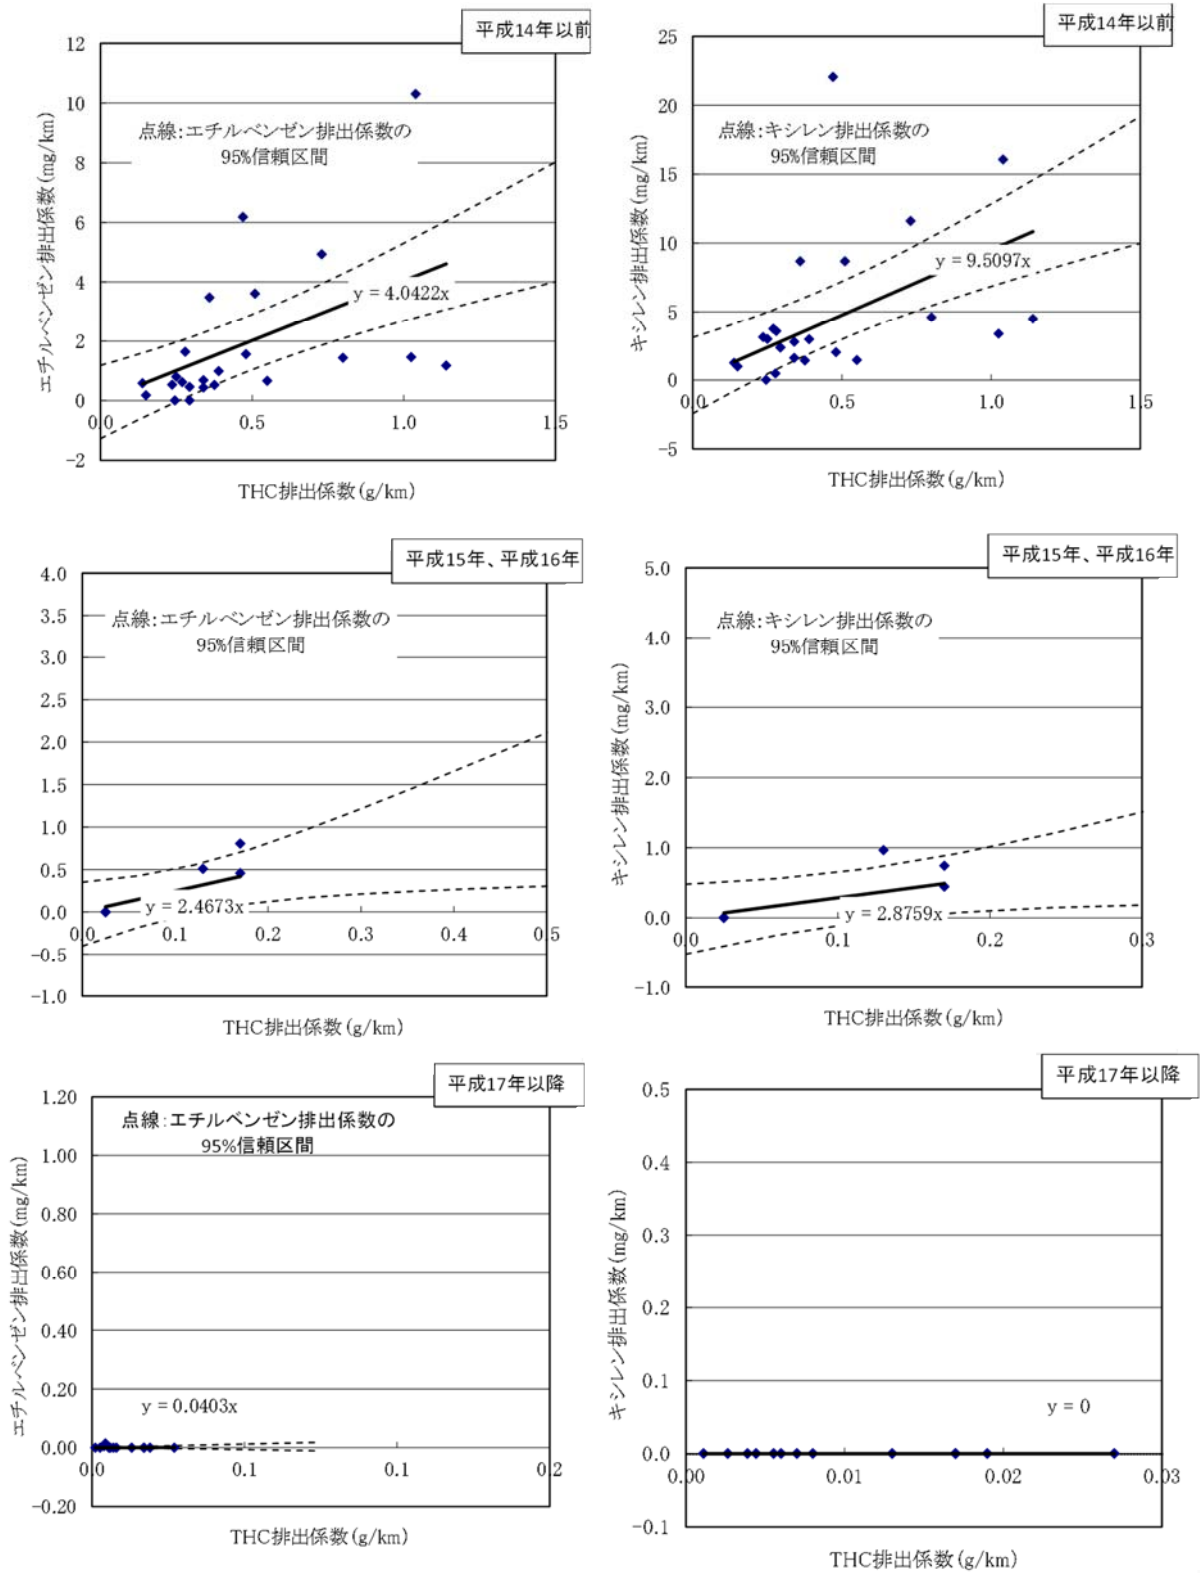 平成14年以前
12
10
8
6
4
2
0
−2
0.0
0.5
1.0
1.5
点線:エチルベンゼン排出係数の
95%信頼区間
y = 4.0422x
エチルベンゼン排出係数(mg/km)
THC排出係数(g/km)
平成14年以前
25
20
15
10
5
0
−5
0.0
0.5
1.0
1.5
点線:キシレン排出係数の
95%信頼区間
y = 9.5097x
キシレン排出係数(mg/km)
THC排出係数(g/km)
平成15年、平成16年
4.0
3.5
3.0
2.5
2.0
1.5
1.0
0.5
0.0
−0.5
−1.0
0.0
0.1
0.2
0.3
0.4
0.5
点線:エチルベンゼン排出係数の
95%信頼区間
y = 2.4673x
エチルベンゼン排出係数(mg/km)
THC排出係数(g/km)
平成15年、平成16年
5.0
4.0
3.0
2.0
1.0
0.0
−1.0
0.0
0.1
0.2
0.3
点線:キシレン排出係数の
95%信頼区間
y = 2.8759x
キシレン排出係数(mg/km)
THC排出係数(g/km)
平成17年以降
1.20
1.00
0.80
0.60
0.40
0.20
0.00
−0.20
0.0
0.1
0.1
0.2
点線:エチルベンゼン排出係数の
95%信頼区間
y = 0.0403x
エチルベンゼン排出係数(mg/km)
THC排出係数(g/km)
平成17年以降
0.5
0.4
0.3
0.2
0.1
0.0
−0.1
0.00
0.01
0.02
0.03
y = 0
キシレン排出係数(mg/km)
THC排出係数(g/km)